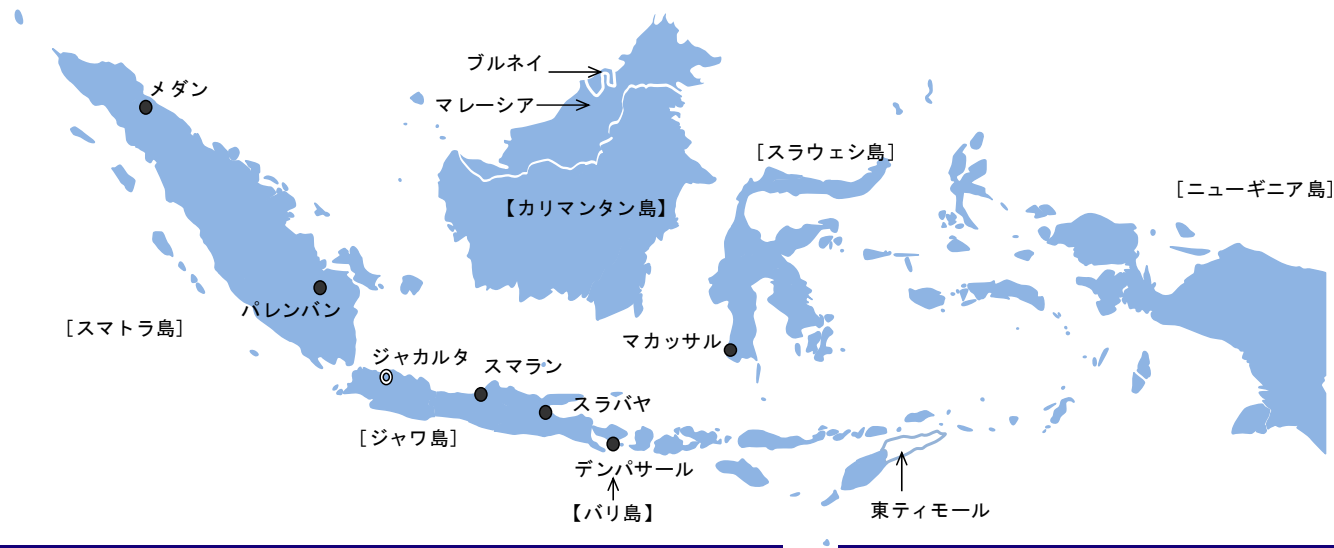 ブルネイ
メダン
マレーシア
[スラウェシ島]
[ニューギニア島]
【カリマンタン島】
パレンバン
[スマトラ島]
マカッサル
ジャカルタ
スマラン
スラバヤ
[ジャワ島]
デンパサール
【バリ島】
東ティモール